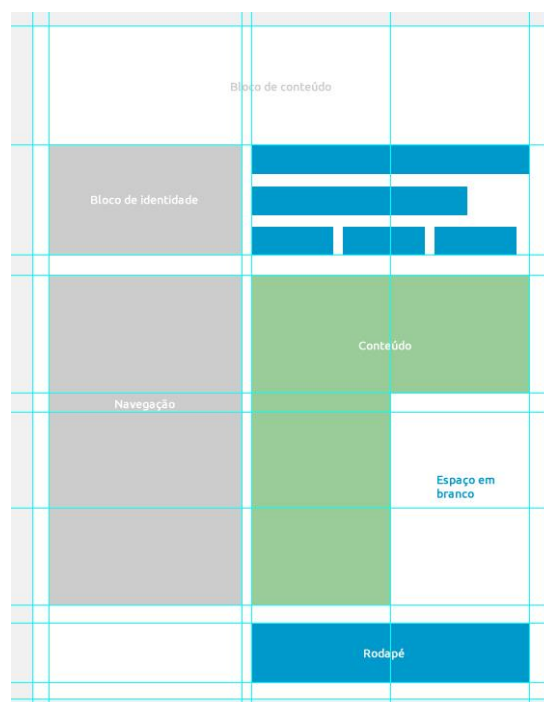 Bloco de conteúdo
Bloco de identidade
Conteúdo
Navegação
Espaço em
branco
Rodapé